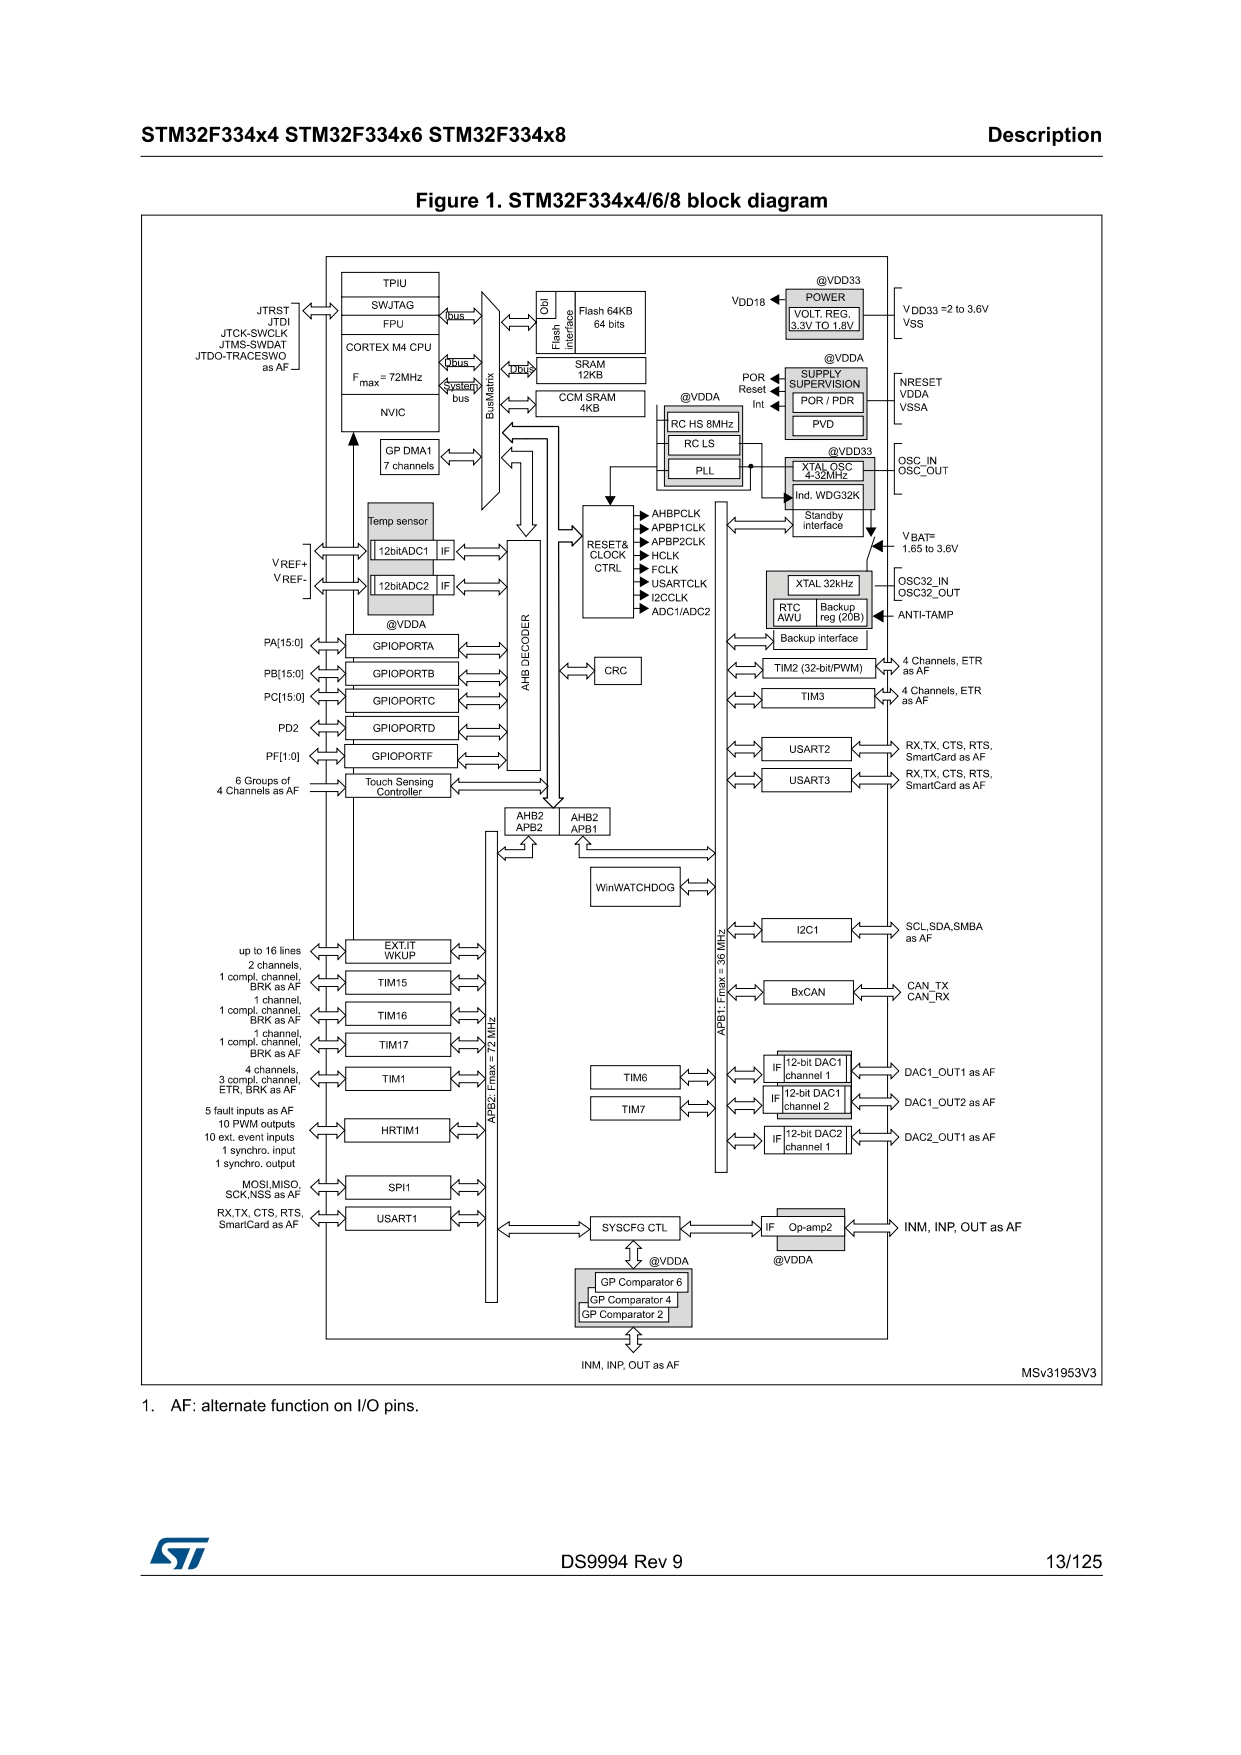 STM32F334x4 STM32F334x6 STM32F334x8
Description
Figure 1. STM32F334x4/6/8 block diagram
TPIU
SWJTAG
FPU
CORTEX M4 CPU
Fmax= 72MHz
NVIC
JTRST
JTDI
JTCK-SWCLK
JTMS-SWDAT
JTDO-TRACESWO
as AF
Ibus
Dbus
System
bus
BusMatrix
Obl
Flash
interface
Flash 64KB
64 bits
Dbus
SRAM
12KB
CCM SRAM
4KB
GP DMA1
7 channels
@VDD33
POWER
VOLT. REG.
3.3V TO 1.8V
VDD18
VDD33 =2 to 3.6V
VSS
@VDDA
SUPPLY
SUPERVISION
POR / PDR
PVD
POR
Reset
Int
NRESET
VDDA
VSSA
@VDDA
RC HS 8MHz
RC LS
PLL
@VDD33
XTAL OSC
4-32MHz
Ind. WDG32K
Standby
interface
OSC_IN
OSC_OUT
VBAT=
1.65 to 3.6V
XTAL 32kHz
RTC
AWU
Backup
reg (20B)
Backup interface
OSC32_IN
OSC32_OUT
ANTI-TAMP
RESET&
CLOCK
CTRL
AHBPCLK
APBP1CLK
APBP2CLK
HCLK
FCLK
USARTCLK
I2CCLK
ADC1/ADC2
Temp sensor
12bitADC1
IF
12bitADC2
IF
@VDDA
VREF+
VREF-
AHB DECODER
CRC
PA[15:0]
GPIOPORTA
PB[15:0]
GPIOPORTB
PC[15:0]
GPIOPORTC
PD2
GPIOPORTD
PF[1:0]
GPIOPORTF
6 Groups of
4 Channels as AF
Touch Sensing
Controller
AHB2
APB2
AHB2
APB1
TIM2 (32-bit/PWM)
4 Channels, ETR
as AF
TIM3
4 Channels, ETR
as AF
USART2
RX,TX, CTS, RTS,
SmartCard as AF
USART3
RX,TX, CTS, RTS,
SmartCard as AF
WinWATCHDOG
I2C1
SCL,SDA,SMBA
as AF
BxCAN
CAN_TX
CAN_RX
APB1: Fmax = 36 MHz
APB2: Fmax = 72 MHz
up to 16 lines
EXT.IT
WKUP
2 channels,
1 compl. channel,
BRK as AF
TIM15
1 channel,
1 compl. channel,
BRK as AF
TIM16
1 channel,
1 compl. channel,
BRK as AF
TIM17
4 channels,
3 compl. channel,
ETR, BRK as AF
TIM1
5 fault inputs as AF
10 PWM outputs
10 ext. event inputs
1 synchro. input
1 synchro. output
HRTIM1
MOSI,MISO,
SCK,NSS as AF
SPI1
RX,TX, CTS, RTS,
SmartCard as AF
USART1
TIM6
TIM7
IF
12-bit DAC1
channel 1
DAC1_OUT1 as AF
IF
12-bit DAC1
channel 2
DAC1_OUT2 as AF
IF
12-bit DAC2
channel 1
DAC2_OUT1 as AF
SYSCFG CTL
IF
Op-amp2
@VDDA
INM, INP, OUT as AF
@VDDA
GP Comparator 6
GP Comparator 4
GP Comparator 2
INM, INP, OUT as AF
MSv31953V3
1. AF: alternate function on I/O pins.
ST
DS9994 Rev 9
13/125